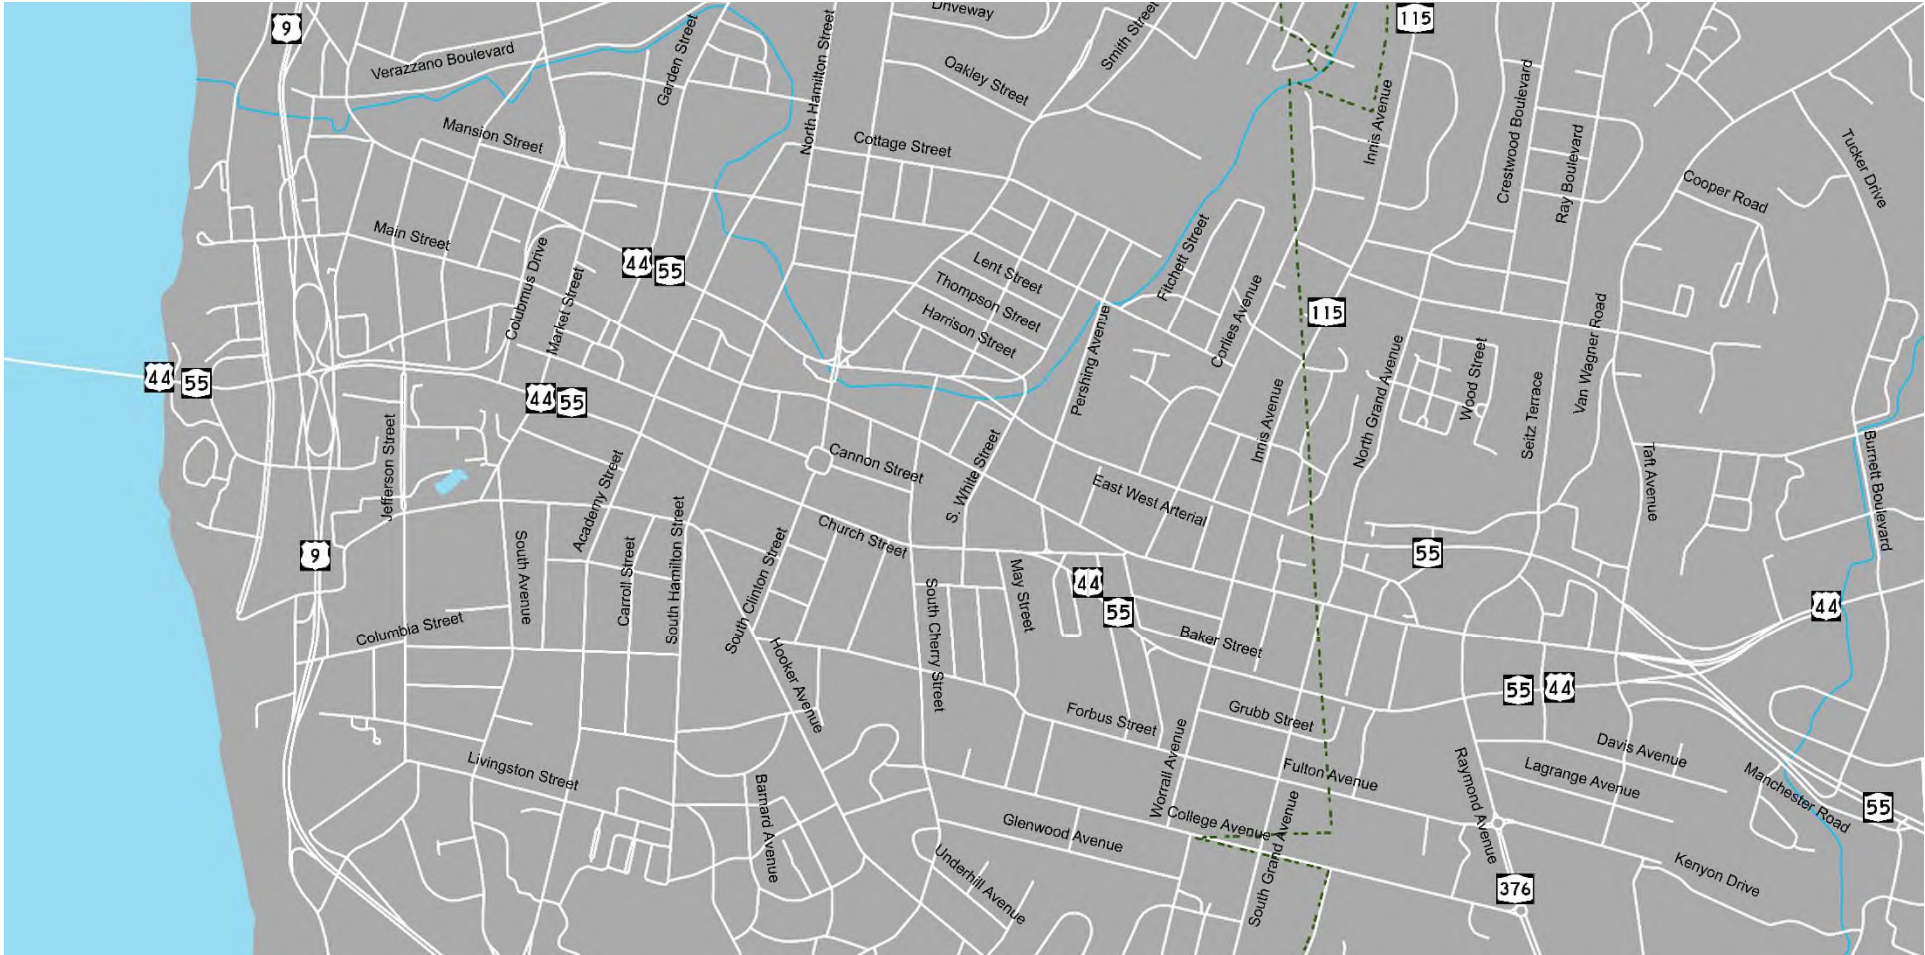 9
Driveway
115
Verazzano Boulevard
Garden Street
North Hamilton Street
Oakley Street
Smith Street
Innis Avenue
Crestwood Boulevard
Ray Boulevard
Tucker Drive
Mansion Street
Cottage Street
Cooper Road
Main Street
Colubmus Drive
Market Street
44
55
Lent Street
Thompson Street
Harrison Street
Fitchett Street
Pershing Avenue
Corlies Avenue
115
North Grand Avenue
Wood Street
Seitz Terrace
Van Wagner Road
44
55
44
55
Jefferson Street
Academy Street
Cannon Street
S. White Street
East West Arterial
Innis Avenue
Taft Avenue
Burnett Boulevard
9
South Avenue
Carroll Street
South Hamilton Street
South Clinton Street
Church Street
South Cherry Street
May Street
44
55
55
44
Columbia Street
Hooker Avenue
Baker Street
55
44
Forbus Street
Grubb Street
Worrall Avenue
Livingston Street
Barnard Avenue
Fulton Avenue
Raymond Avenue
Davis Avenue
Lagrange Avenue
Manchester Road
55
Glenwood Avenue
College Avenue
South Grand Avenue
Underhill Avenue
376
Kenyon Drive